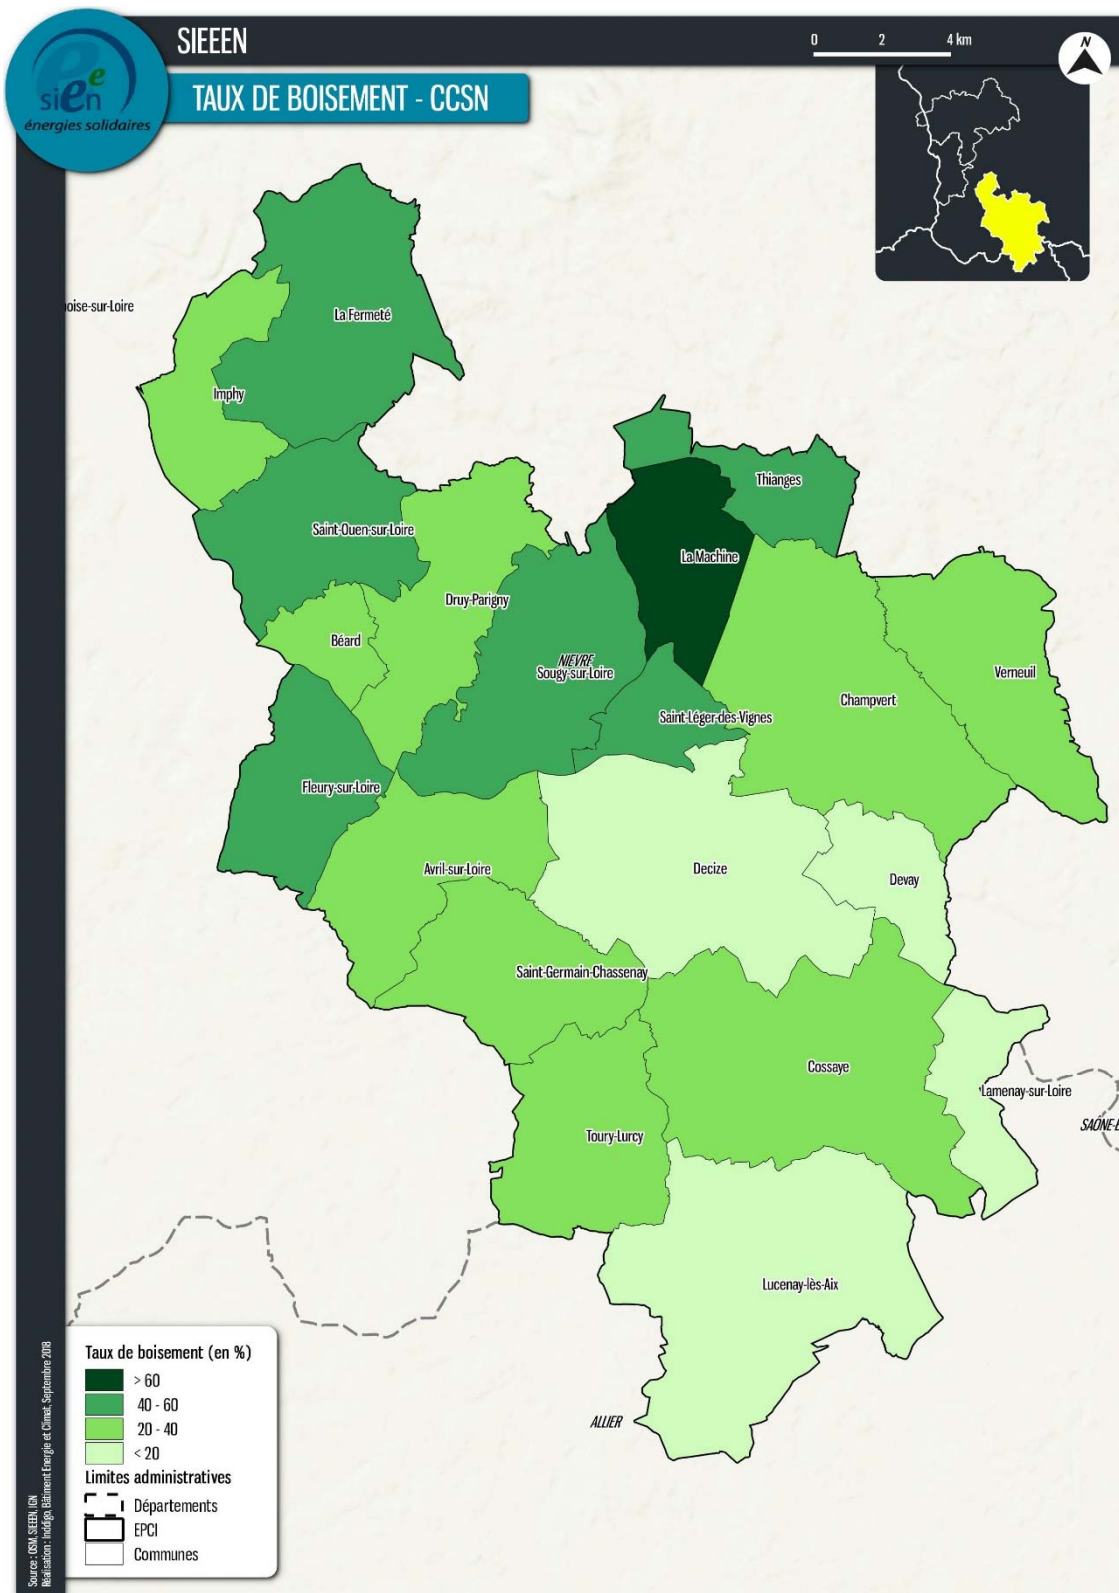 SIEEEN
0 2 4 km
N
sieeen
énergies solidaires
TAUX DE BOISEMENT - CCSN
oise-sur-Loire
La Fermeté
Imphy
Thianges
Saint-Ouen-sur-Loire
La Machine
Druy-Parigny
Béard
NIEVRE
Sougy-sur-Loire
Verneuil
Champvert
Saint-Léger-des-Vignes
Fleury-sur-Loire
Avril-sur-Loire
Decize
Devay
Saint-Germain-Chassenay
Cossaye
Lamenay-sur-Loire
SAÔNE-E
Toury-Lurcy
Lucenay-lès-Aix
ALLIER
Taux de boisement (en %)
> 60
40 - 60
20 - 40
< 20
Limites administratives
Départements
EPCI
Communes
Source : OSM, SIEEEN, IGN
Réalisation : Inddigo, Bâtiment Energie et Climat, Septembre 2018